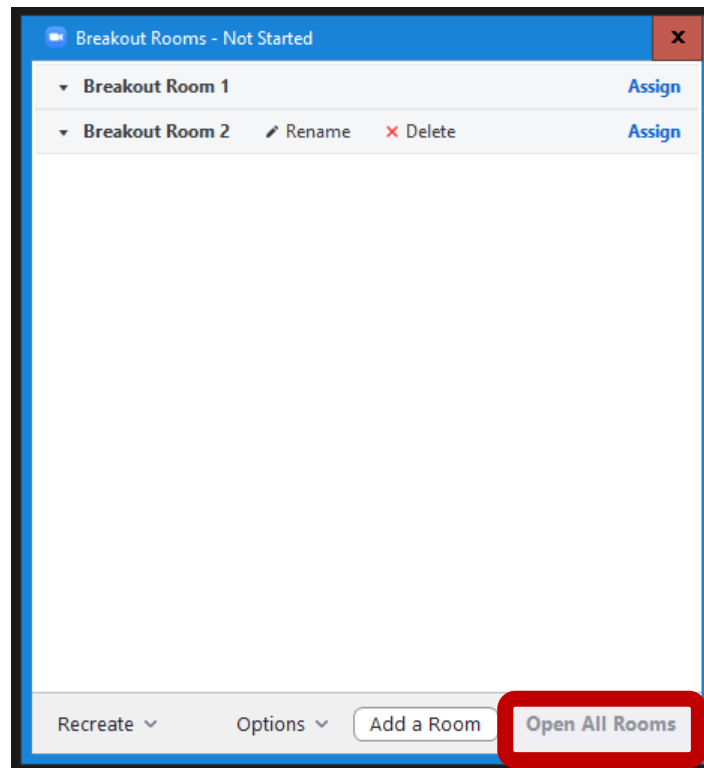 Breakout Rooms - Not Started x
Breakout Room 1 Assign
Breakout Room 2 Rename Delete Assign
Recreate Options Add a Room Open All Rooms